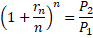 (1 + rₙ/n)ⁿ = P₂/P₁